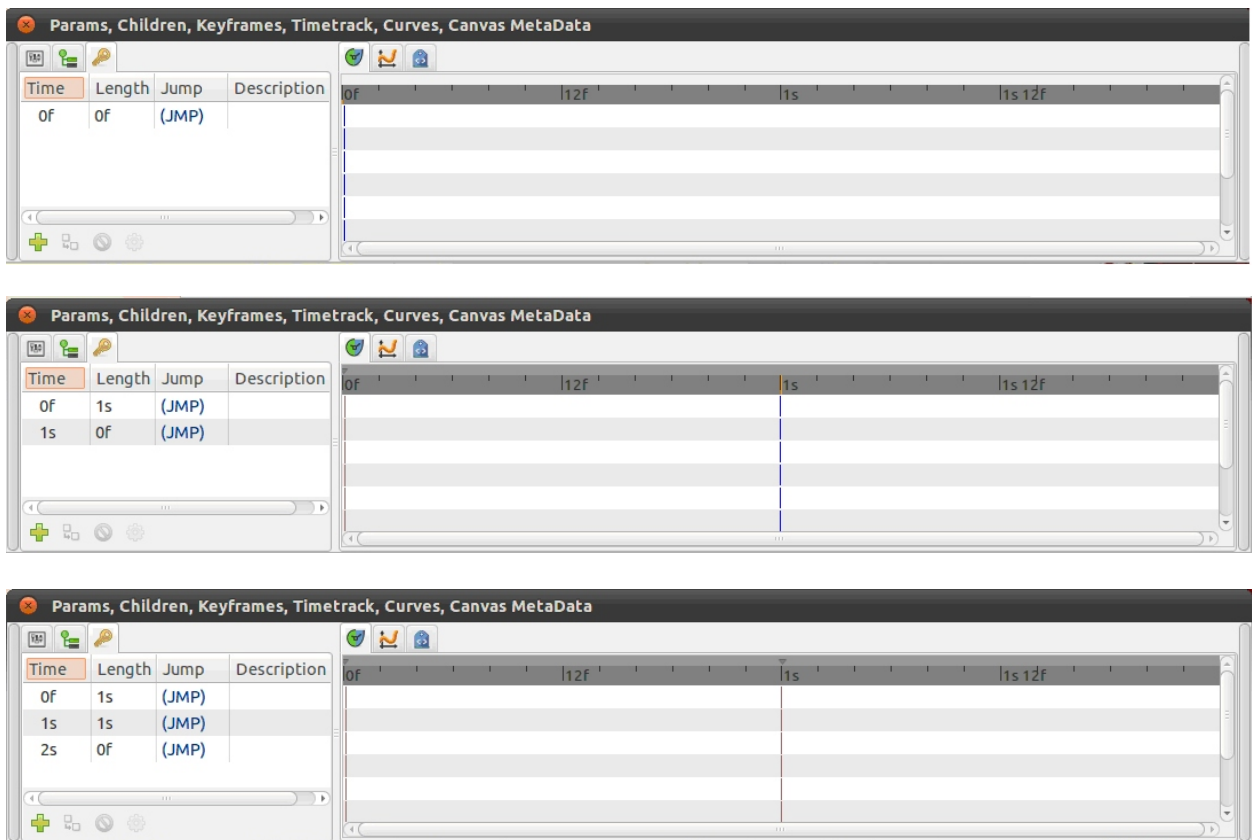 Params, Children, Keyframes, Timetrack, Curves, Canvas MetaData
Time Length Jump Description 0f 12f 1s 1s 12f
0f 0f (JMP)
Params, Children, Keyframes, Timetrack, Curves, Canvas MetaData
Time Length Jump Description 0f 12f 1s 1s 12f
0f 1s (JMP)
1s 0f (JMP)
Params, Children, Keyframes, Timetrack, Curves, Canvas MetaData
Time Length Jump Description 0f 12f 1s 1s 12f
0f 1s (JMP)
1s 1s (JMP)
2s 0f (JMP)